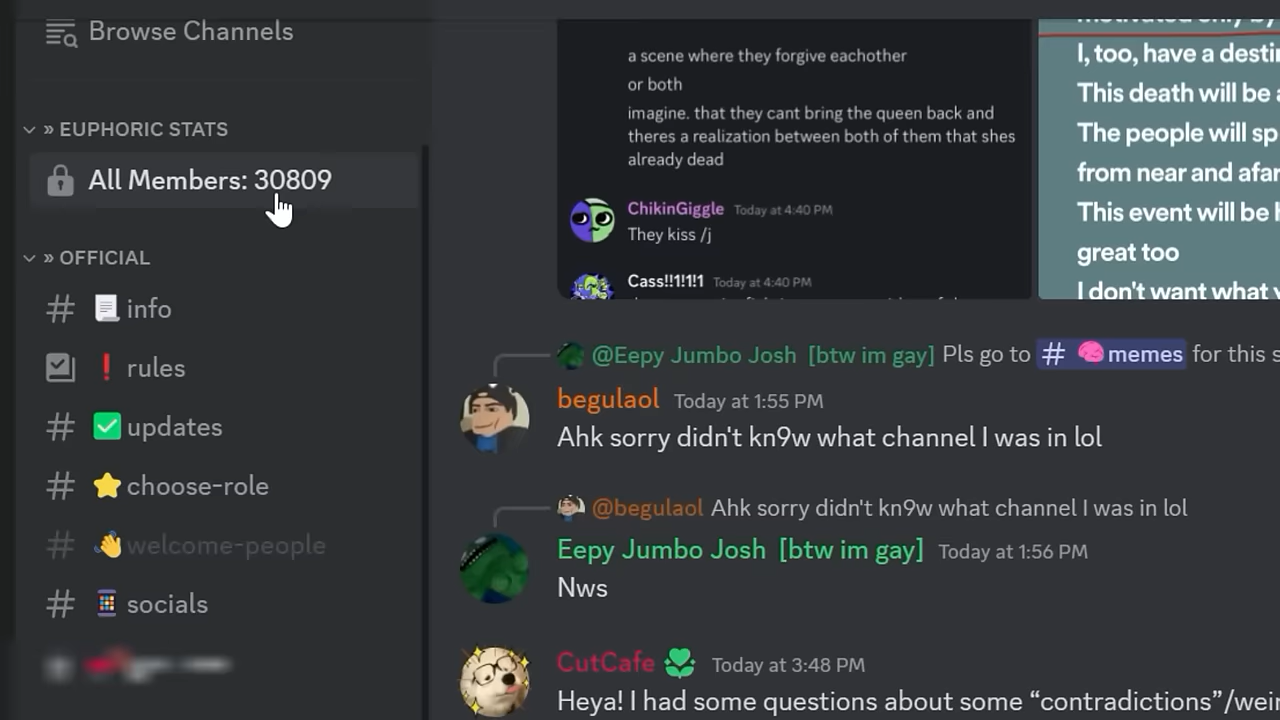 Browse Channels
» EUPHORIC STATS
All Members: 30809
» OFFICIAL
info
rules
updates
choose-role
welcome-people
socials
a scene where they forgive eachother
or both
imagine. that they cant bring the queen back and
theres a realization between both of them that shes
already dead
ChikinGiggle Today at 4:40 PM
They kiss /j
Cass!!1!1!1 Today at 4:40 PM
motivated only by
I, too, have a desti
This death will be a
The people will sp
from near and afar
This event will be h
great too
I don't want what y
@Eepy Jumbo Josh [btw im gay] Pls go to # memes for this s
begulaol Today at 1:55 PM
Ahk sorry didn't kn9w what channel I was in lol
@begulaol Ahk sorry didn't kn9w what channel I was in lol
Eepy Jumbo Josh [btw im gay] Today at 1:56 PM
Nws
CutCafe Today at 3:48 PM
Heya! I had some questions about some “contradictions”/wei